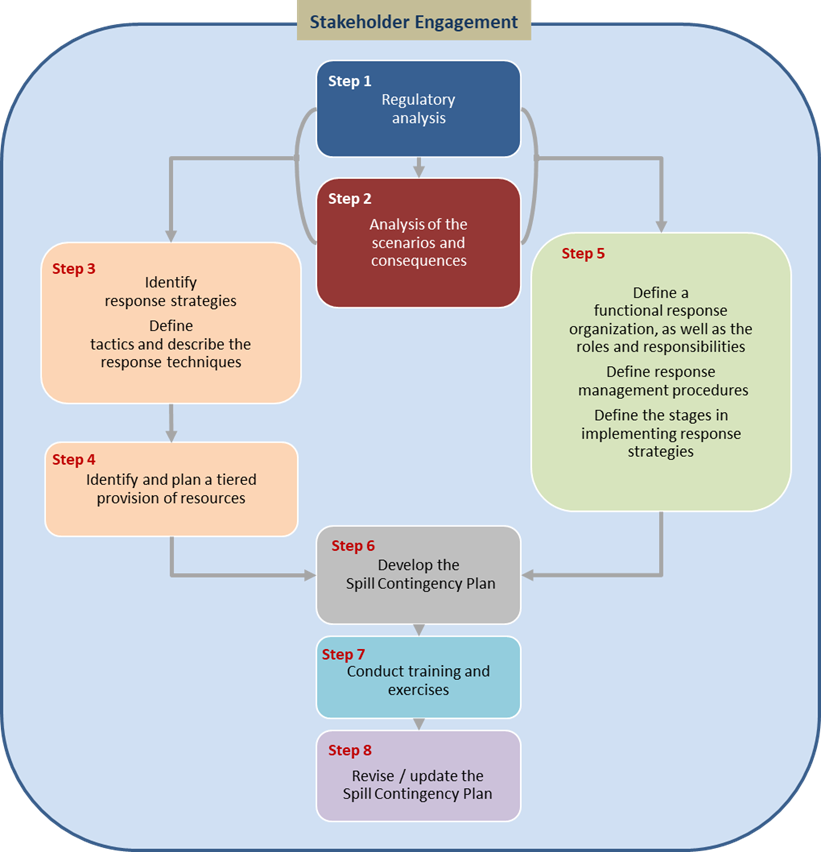 Stakeholder Engagement
Step 1
Regulatory
analysis
Step 2
Analysis of the
scenarios and
consequences
Step 3
Identify
response strategies
Define
tactics and describe the
response techniques
Step 4
Identify and plan a tiered
provision of resources
Step 5
Define a
functional response
organization, as well as the
roles and responsibilities
Define response
management procedures
Define the stages in
implementing response
strategies
Step 6
Develop the
Spill Contingency Plan
Step 7
Conduct training and
exercises
Step 8
Revise / update the
Spill Contingency Plan